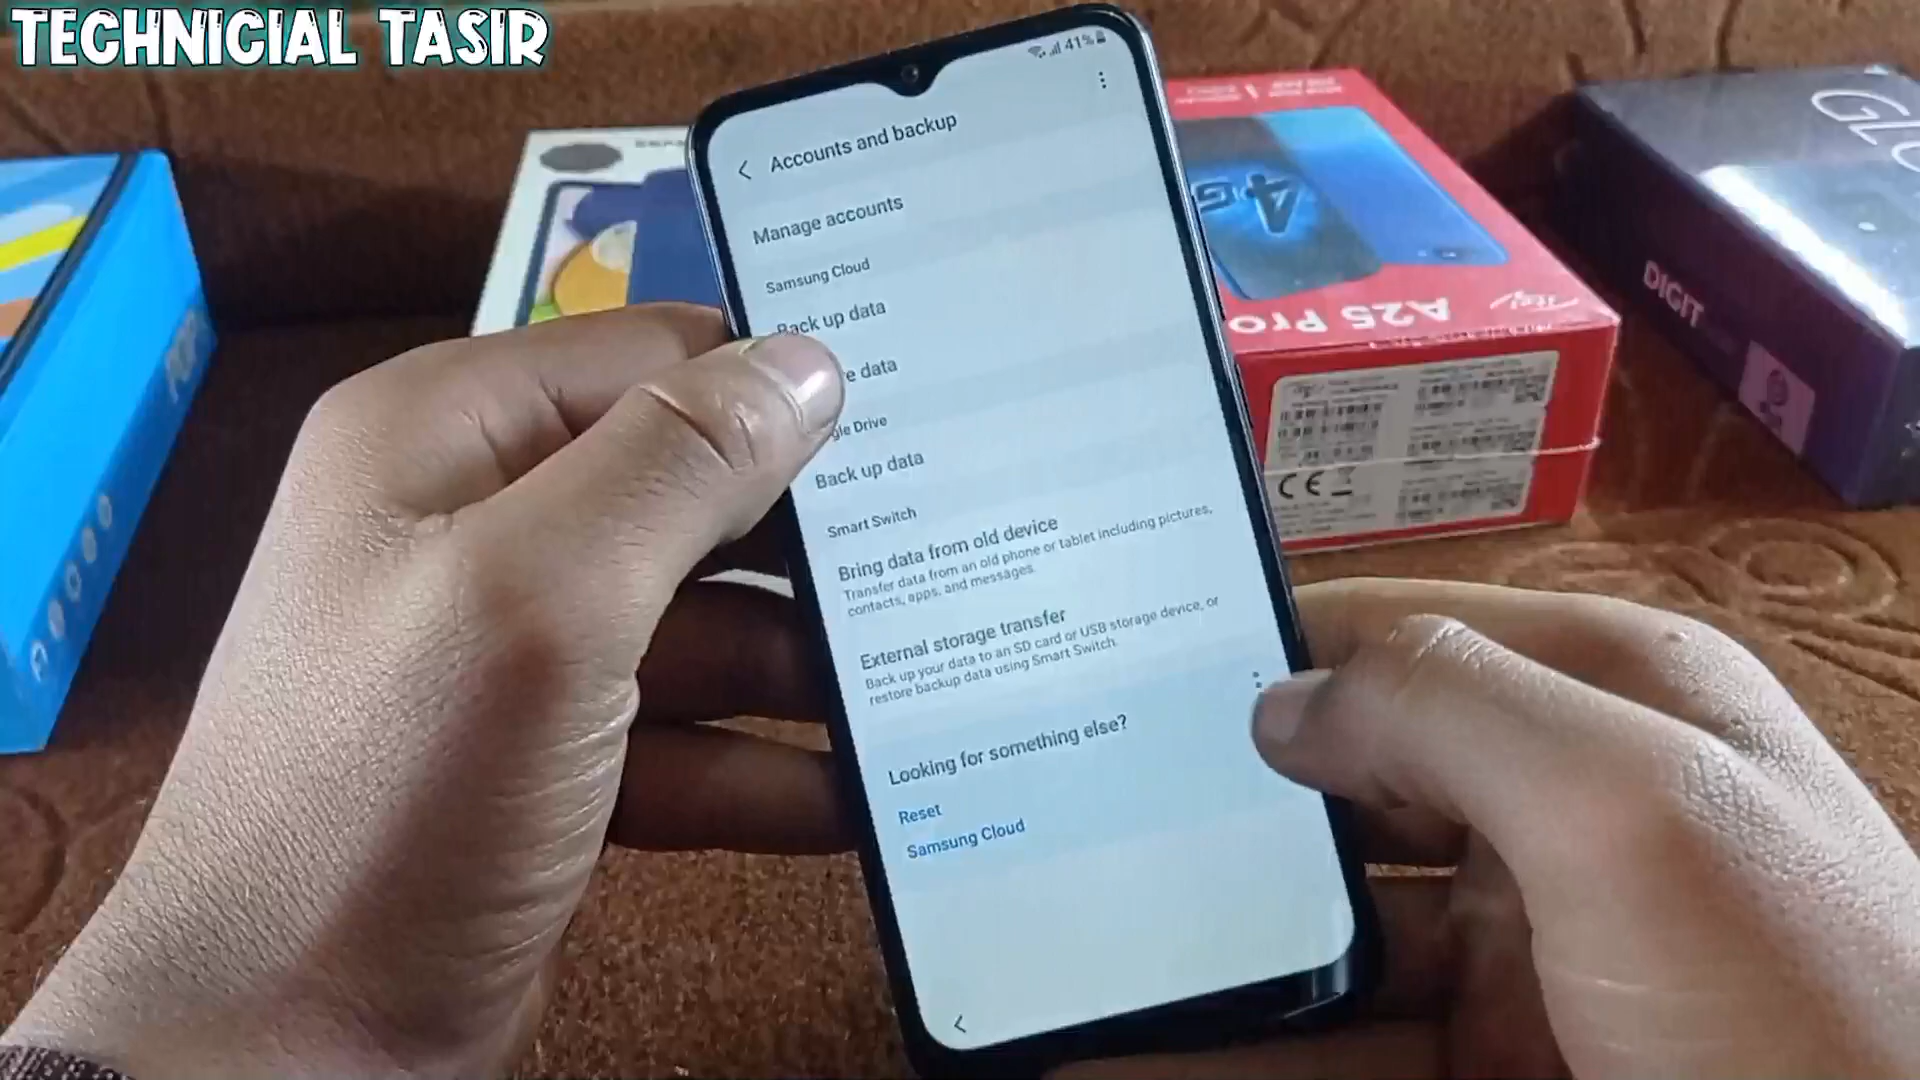 TECHNICIAL TASIR
41%
Accounts and backup
Manage accounts
Samsung Cloud
Back up data
data
Drive
Back up data
Smart Switch
Bring data from old device
Transfer data from an old phone or tablet including pictures,
contacts, apps, and messages.
External storage transfer
Back up your data to an SD card or USB storage device, or
restore backup data using Smart Switch.
Looking for something else?
Reset
Samsung Cloud
4G
itel
A25 Pro
CE
DIGIT